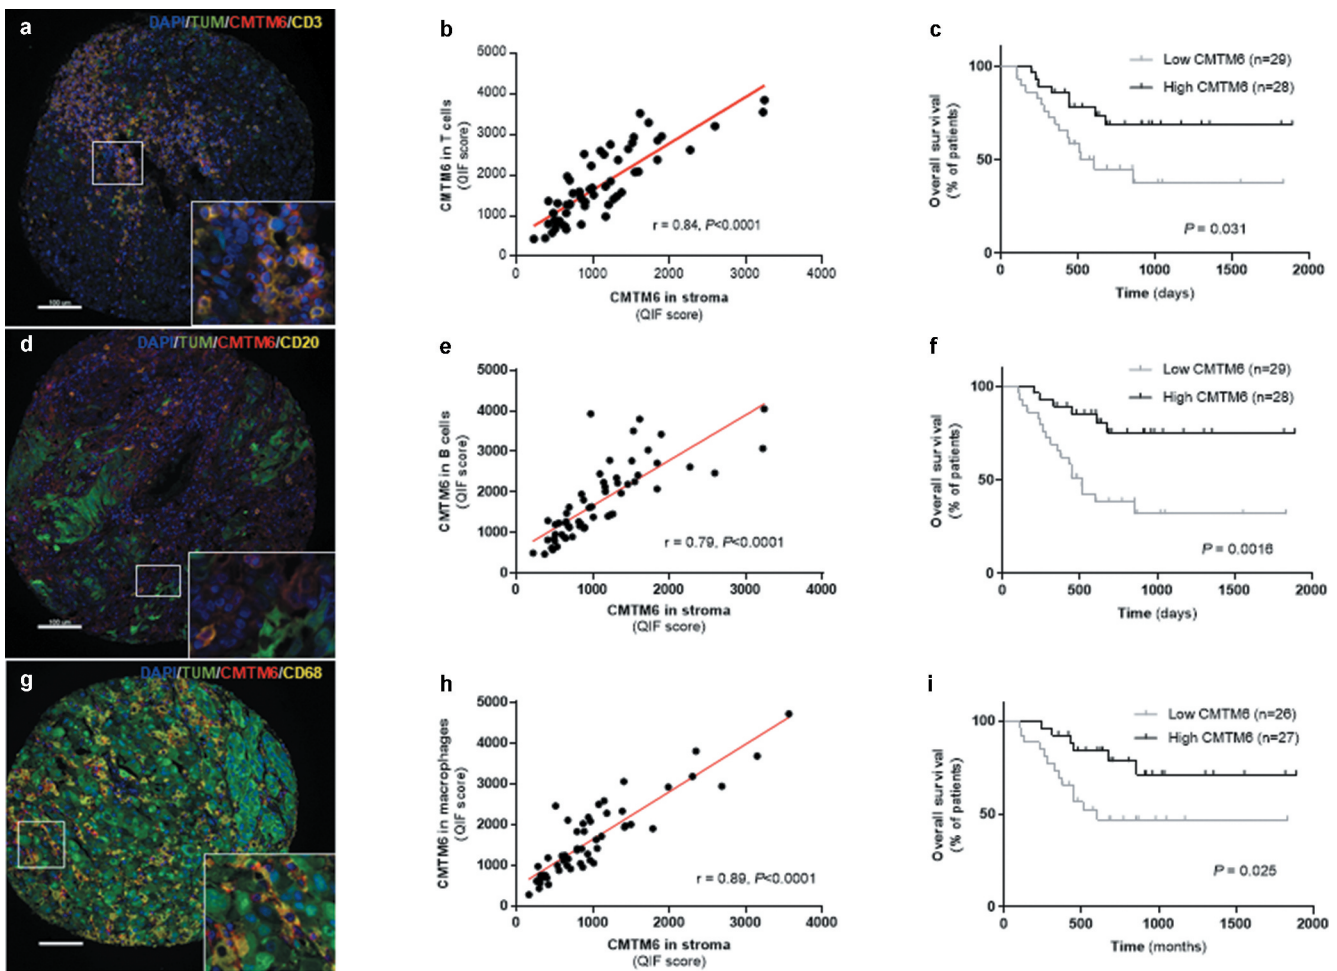 a
DAPI/TUM/CMTM6/CD3
100 um
b
5000
4000
3000
2000
1000
0
0 1000 2000 3000 4000
CMTM6 in T cells
(QIF score)
r = 0.84, P<0.0001
CMTM6 in stroma
(QIF score)
c
Low CMTM6 (n=29)
High CMTM6 (n=28)
100
50
0
0 500 1000 1500 2000
Overall survival
(% of patients)
P = 0.031
Time (days)
d
DAPI/TUM/CMTM6/CD20
100 um
e
5000
4000
3000
2000
1000
0
0 1000 2000 3000 4000
CMTM6 in B cells
(QIF score)
r = 0.79, P<0.0001
CMTM6 in stroma
(QIF score)
f
Low CMTM6 (n=29)
High CMTM6 (n=28)
100
50
0
0 500 1000 1500 2000
Overall survival
(% of patients)
P = 0.0016
Time (days)
g
DAPI/TUM/CMTM6/CD68
h
5000
4000
3000
2000
1000
0
0 1000 2000 3000 4000
CMTM6 in macrophages
(QIF score)
r = 0.89, P<0.0001
CMTM6 in stroma
(QIF score)
i
Low CMTM6 (n=26)
High CMTM6 (n=27)
100
50
0
0 500 1000 1500 2000
Overall survival
(% of patients)
P = 0.025
Time (months)